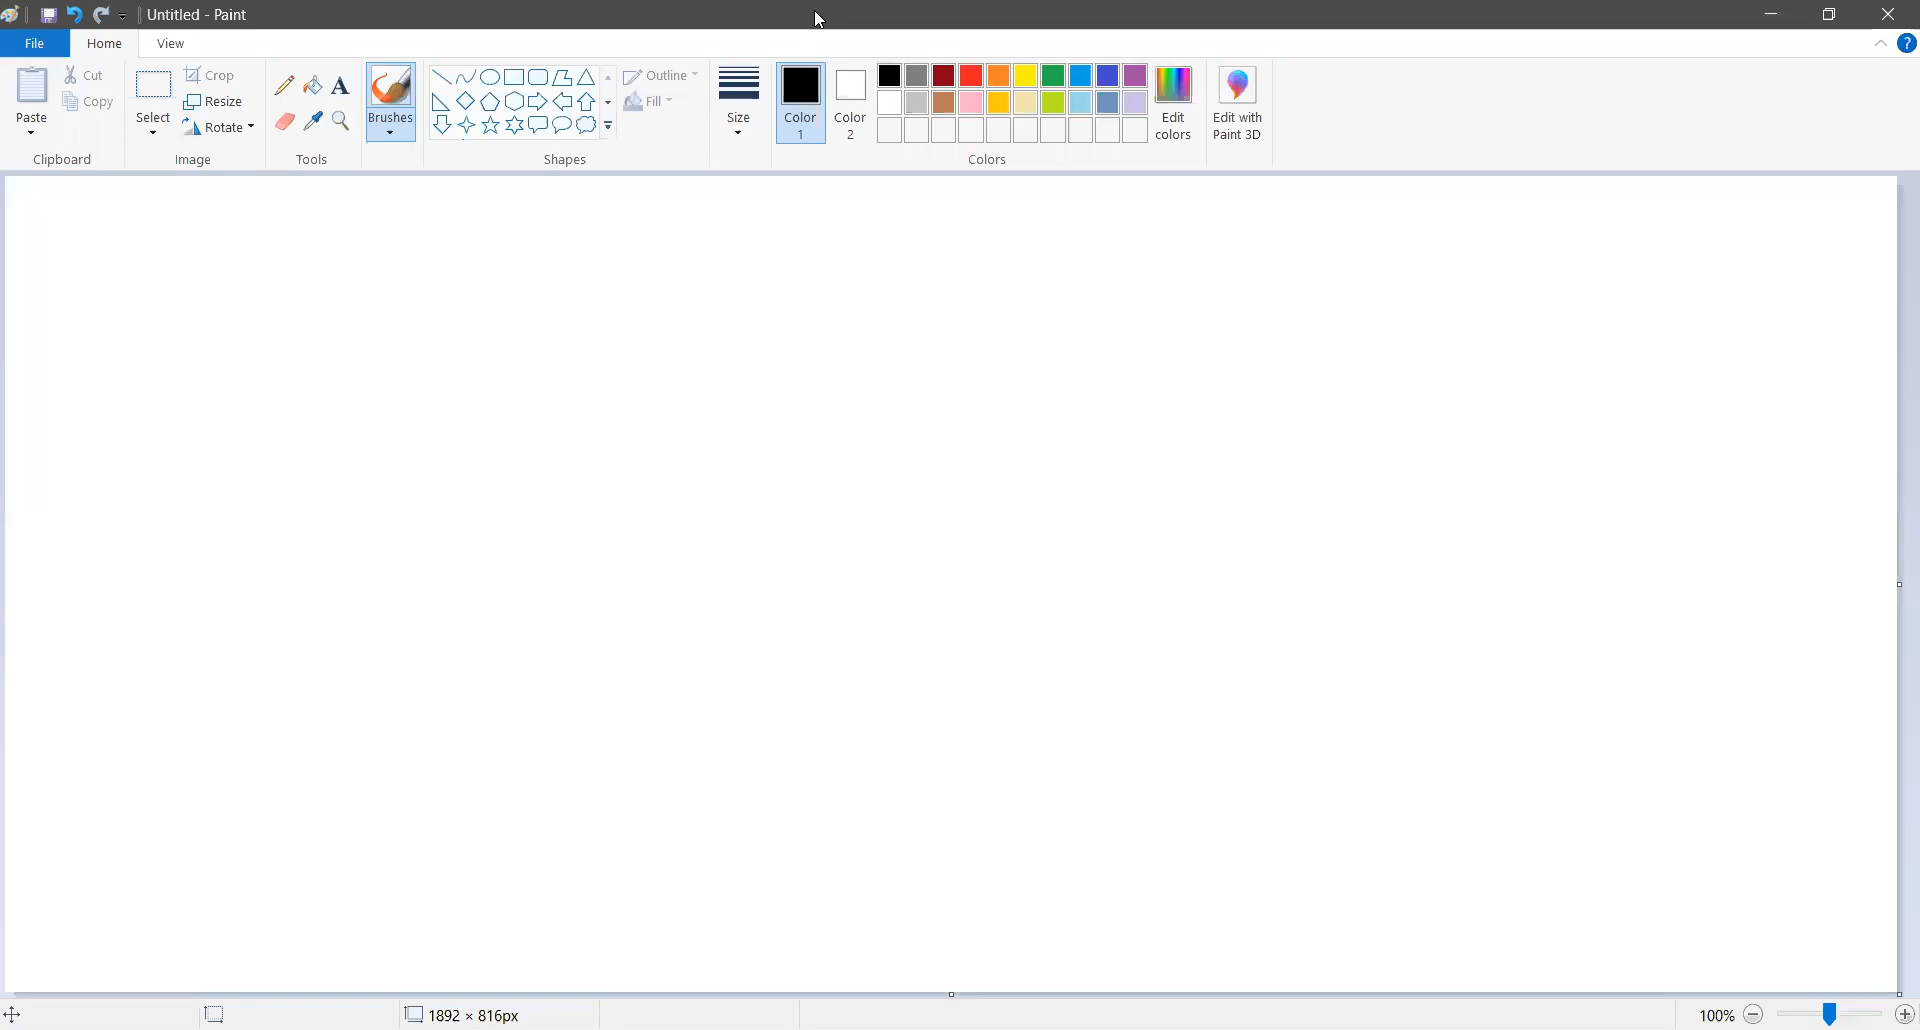 Untitled - Paint
File Home View
Paste
Cut
Copy
Clipboard
Select
Crop
Resize
Rotate
Image
Tools
Brushes
Shapes
Outline
Fill
Size
Color 1
Color 2
Colors
Edit colors
Edit with Paint 3D
1892 × 816px
100%